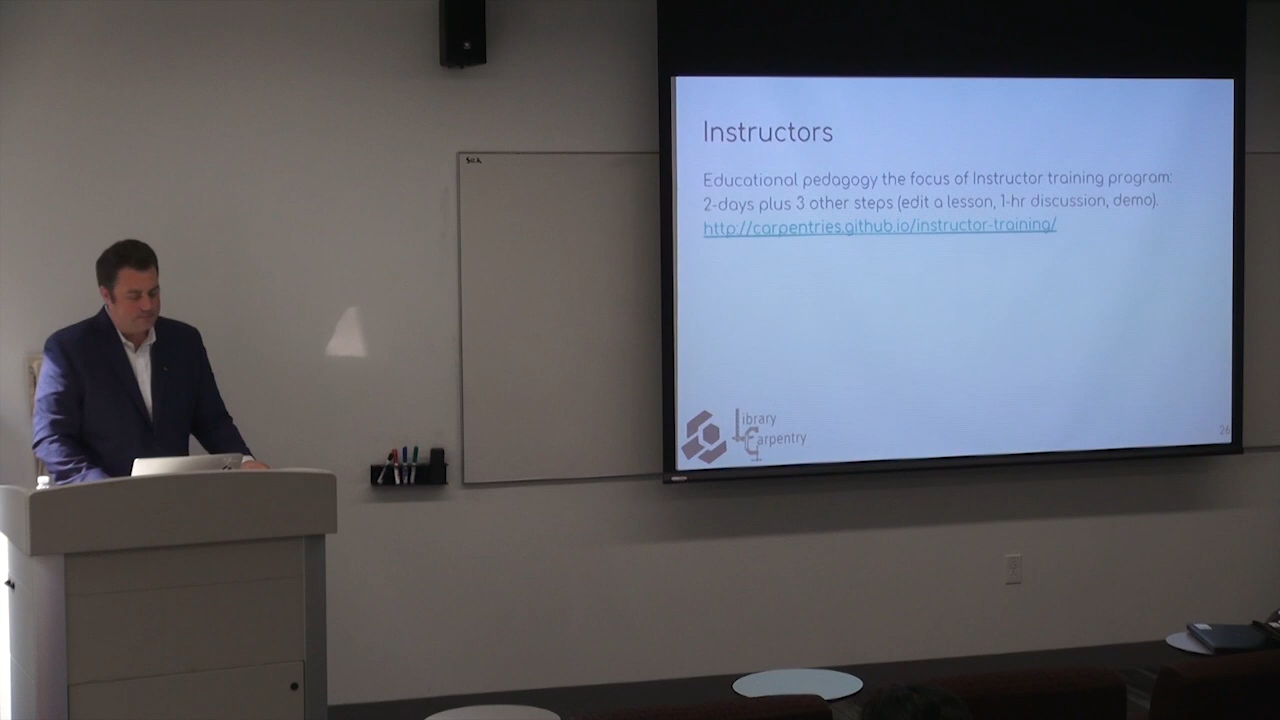 Instructors
Educational pedagogy the focus of Instructor training program:
2-days plus 3 other steps (edit a lesson, 1-hr discussion, demo).
http://carpentries.github.io/instructor-training/
Library
Carpentry
26